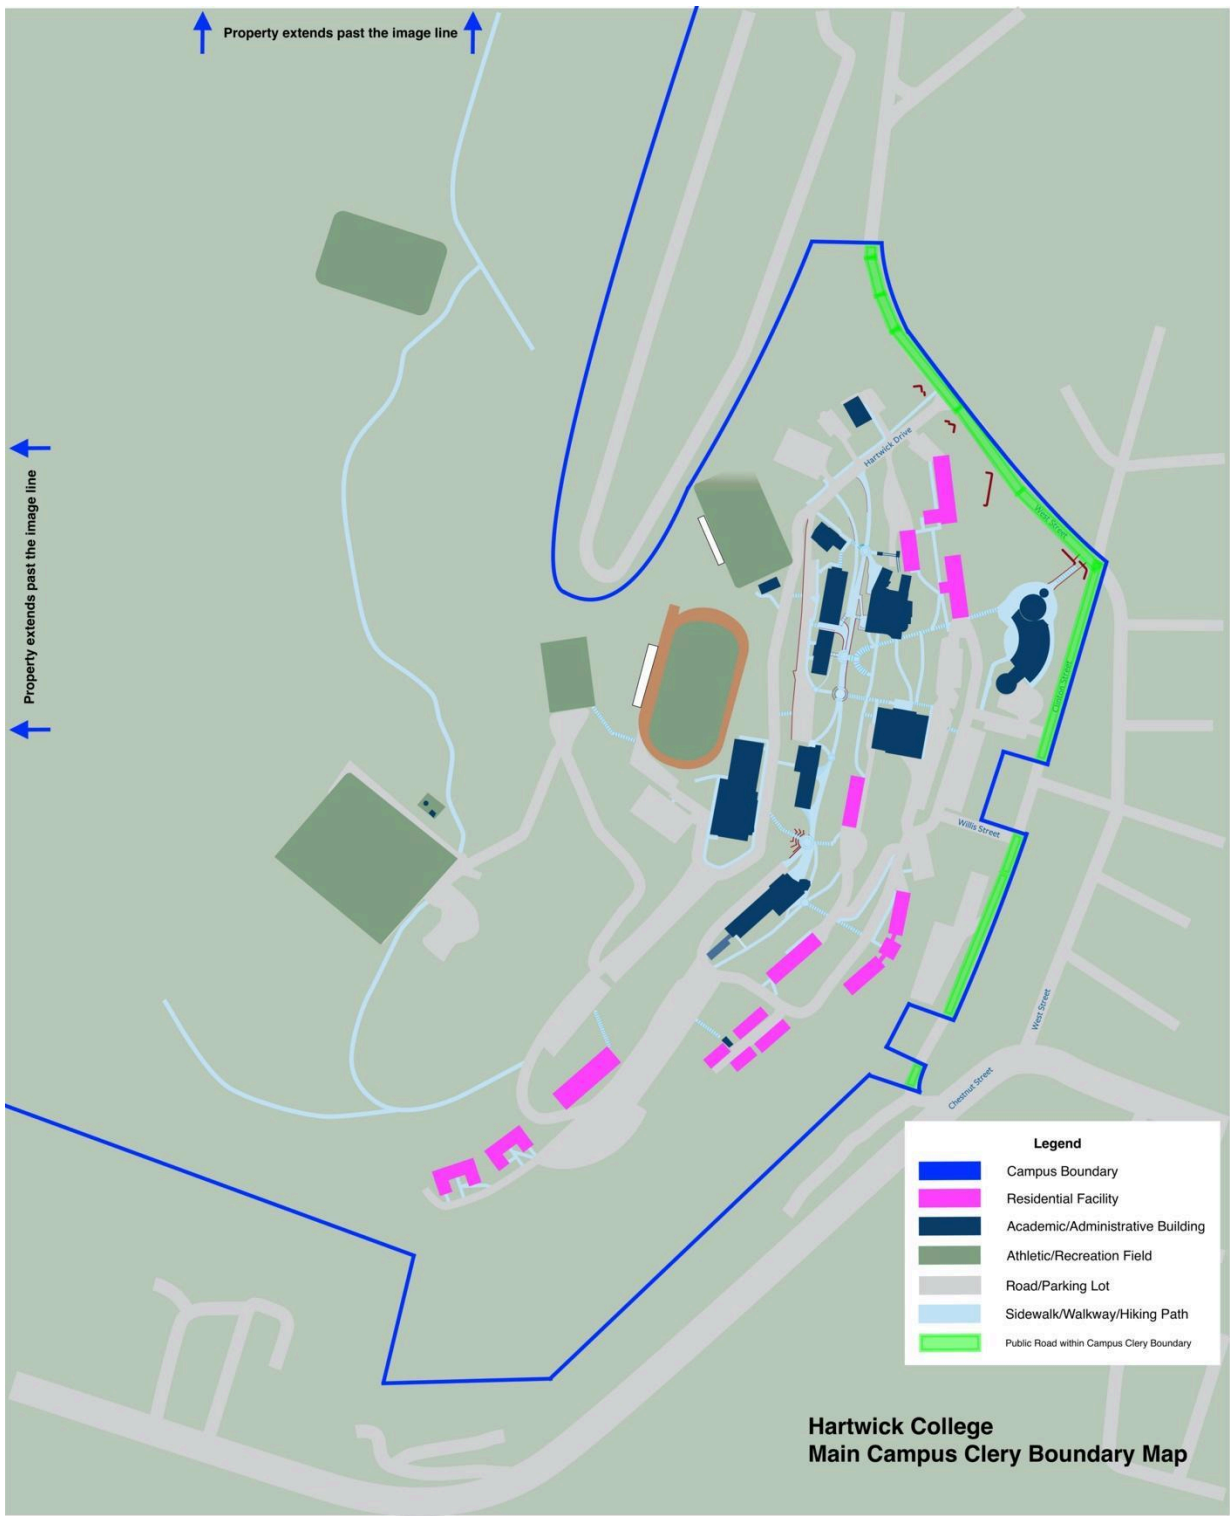 Property extends past the image line
Property extends past the image line
Hartwick Drive
West Street
Clinton Street
Willis Street
West Street
Chestnut Street
Legend
Campus Boundary
Residential Facility
Academic/Administrative Building
Athletic/Recreation Field
Road/Parking Lot
Sidewalk/Walkway/Hiking Path
Public Road within Campus Clery Boundary
Hartwick College
Main Campus Clery Boundary Map